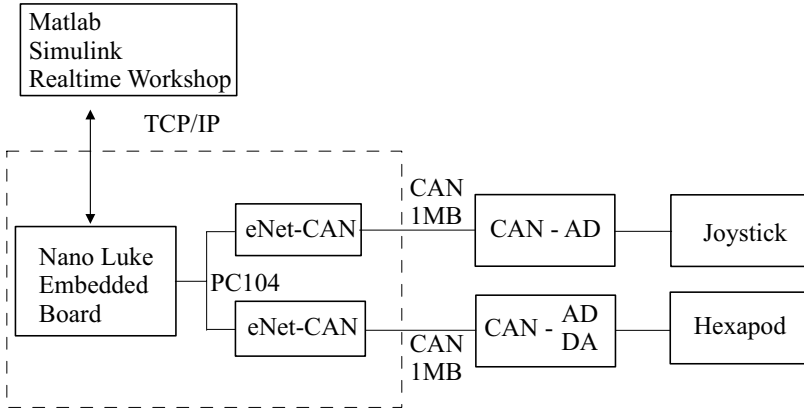 Matlab
Simulink
Realtime Workshop
TCP/IP
Nano Luke
Embedded
Board
PC104
eNet-CAN
eNet-CAN
CAN
1MB
CAN - AD
Joystick
CAN
1MB
CAN - AD
DA
Hexapod